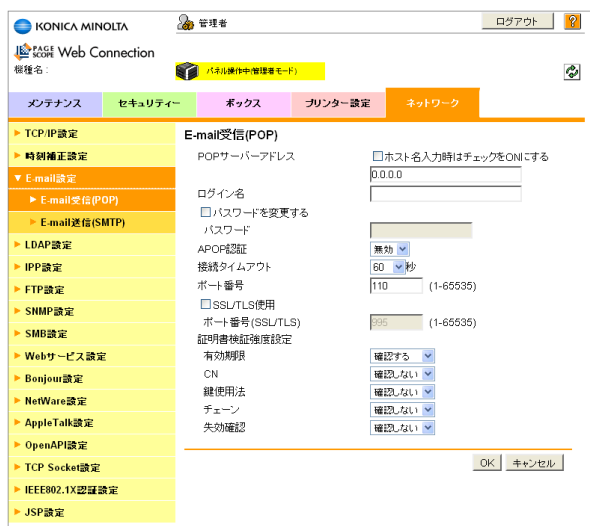 KONICA MINOLTA
管理者
ログアウト
?
PAGE SCOPE Web Connection
機種名:
パネル操作中(管理者モード)
メンテナンス
セキュリティー
ボックス
プリンター設定
ネットワーク
TCP/IP設定
時刻補正設定
E-mail設定
E-mail受信(POP)
E-mail送信(SMTP)
LDAP設定
IPP設定
FTP設定
SNMP設定
SMB設定
Webサービス設定
Bonjour設定
NetWare設定
AppleTalk設定
OpenAPI設定
TCP Socket設定
IEEE802.1X認証設定
JSP設定
E-mail受信(POP)
POPサーバーアドレス
ホスト名入力時はチェックをONにする
0.0.0.0
ログイン名
パスワードを変更する
パスワード
APOP認証 無効
接続タイムアウト 60 秒
ポート番号 110 (1-65535)
SSL/TLS使用
ポート番号(SSL/TLS) 995 (1-65535)
証明書検証強度設定
有効期限 確認する
CN 確認しない
鍵使用法 確認しない
チェーン 確認しない
失効確認 確認しない
OK キャンセル